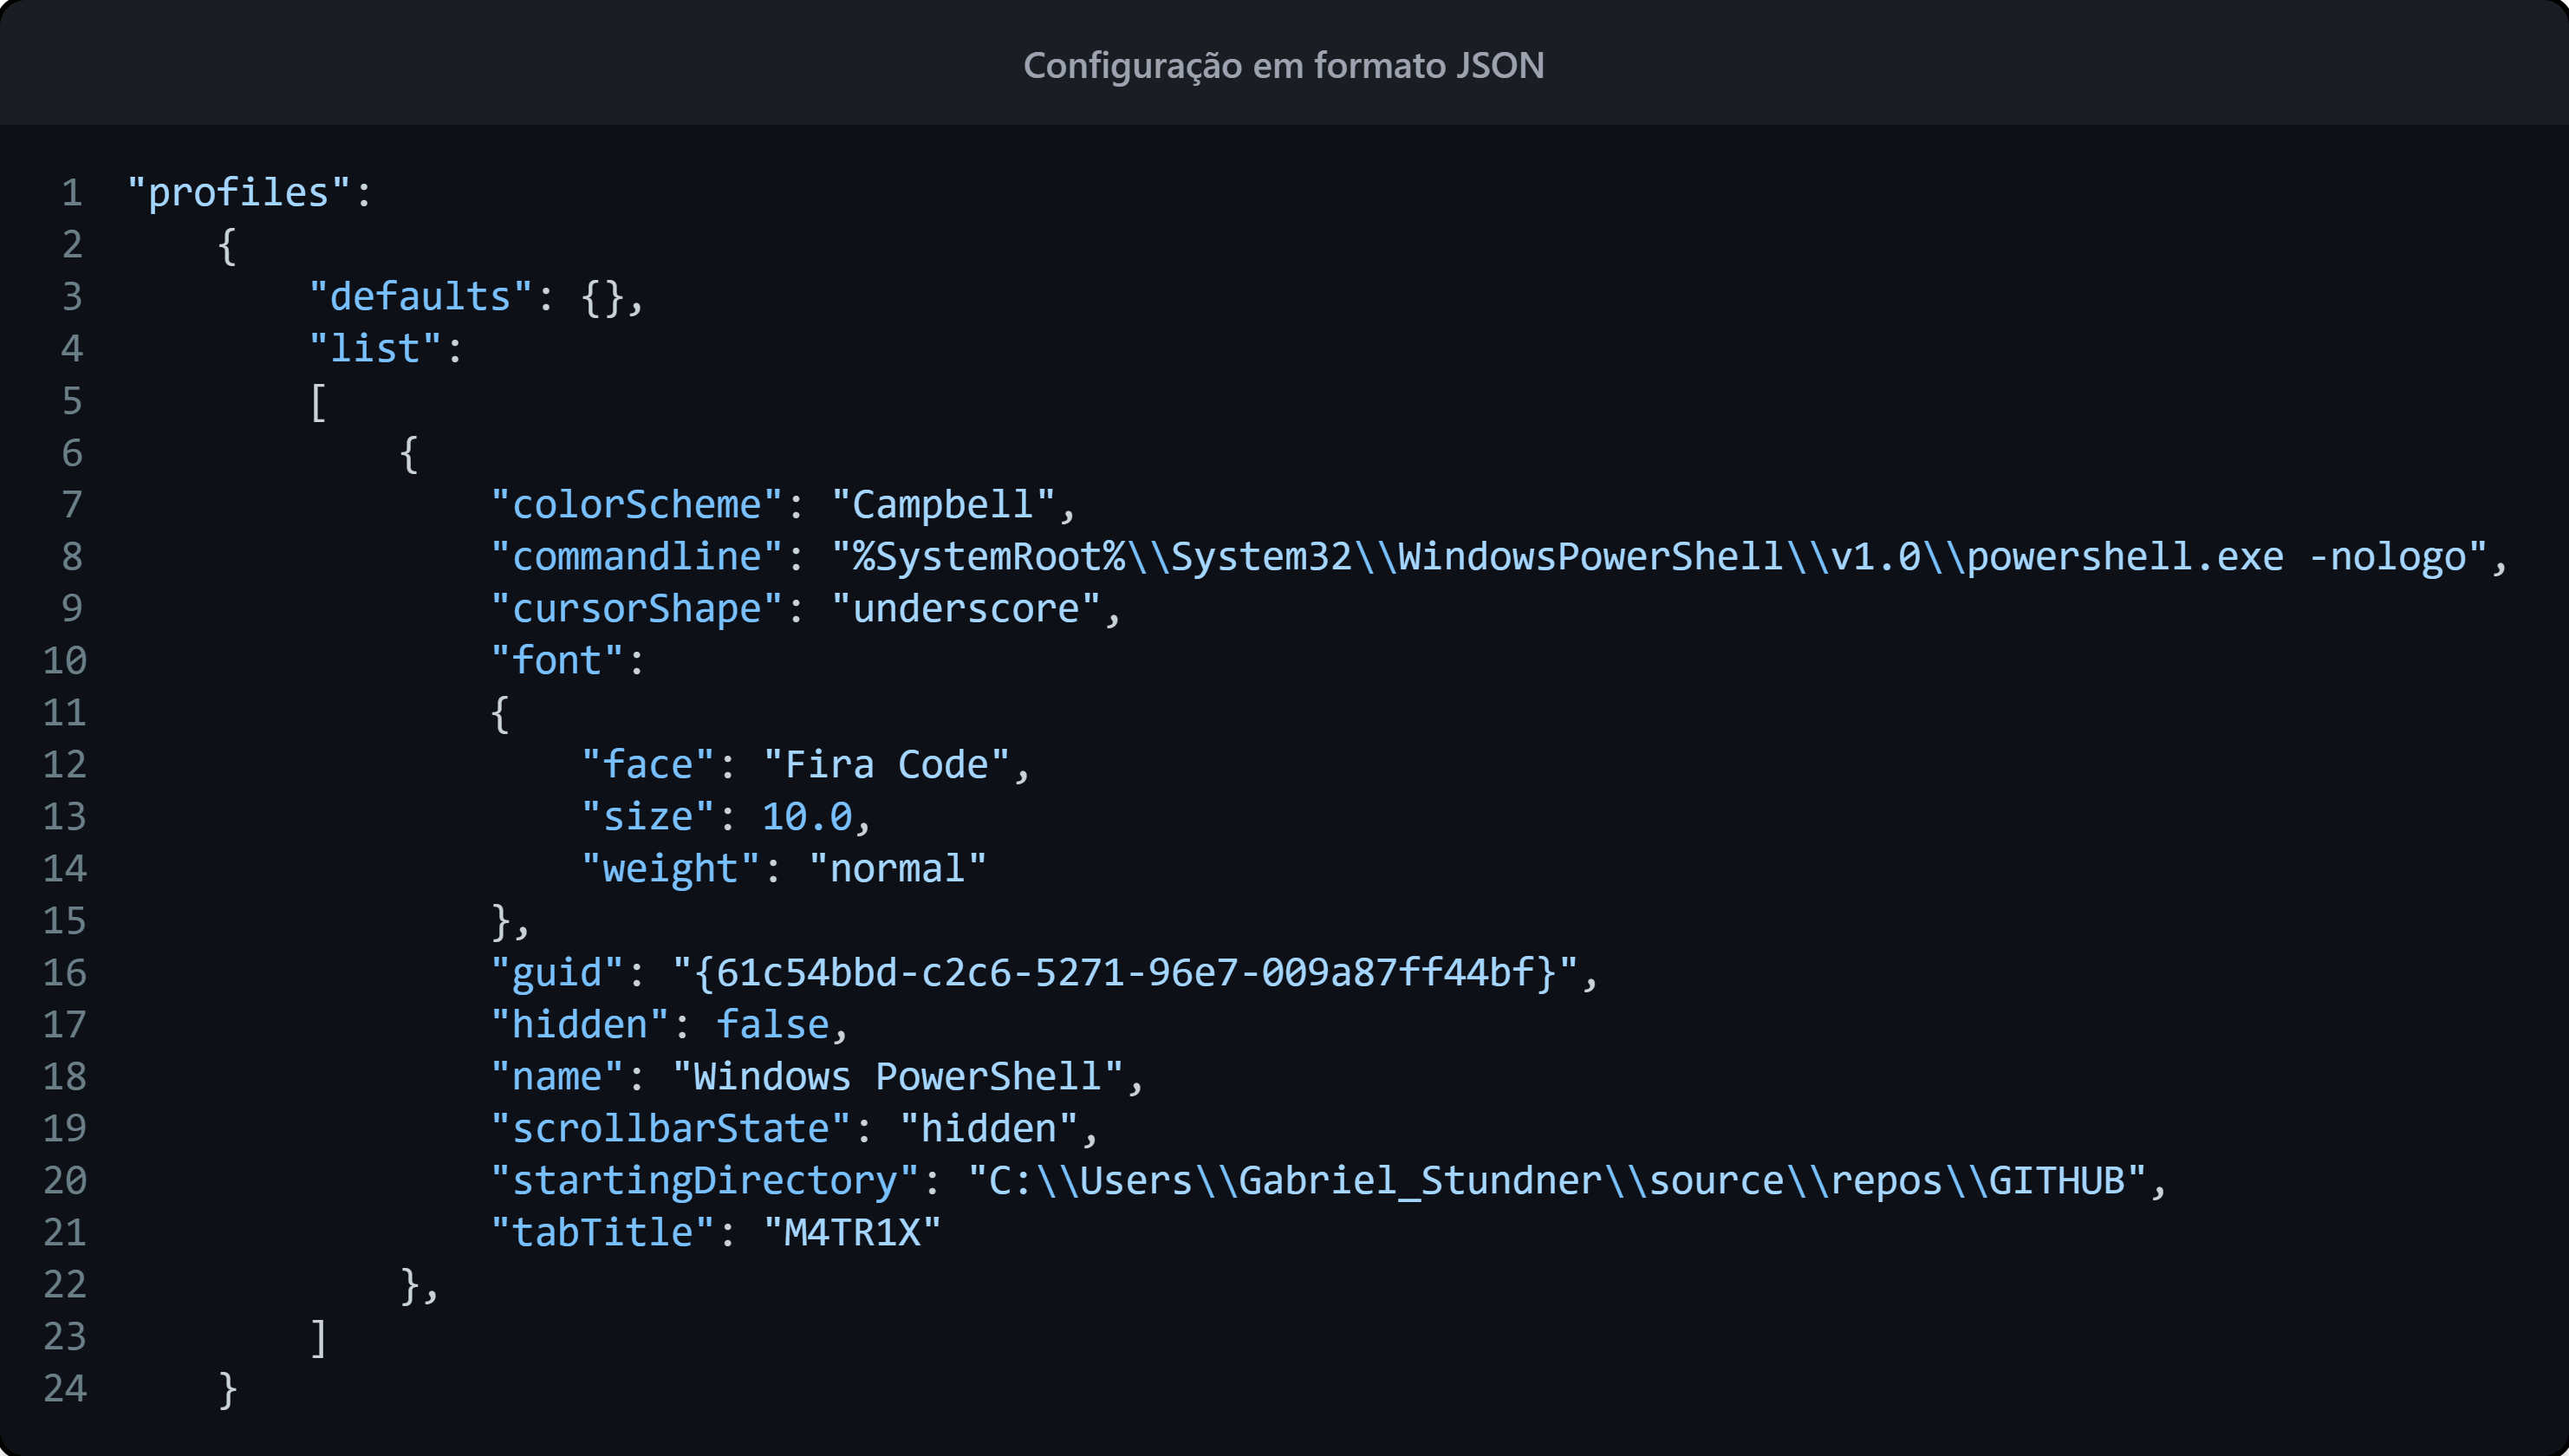 Configuração em formato JSON
1 "profiles":
2     {
3         "defaults": {},
4         "list":
5         [
6             {
7                 "colorScheme": "Campbell",
8                 "commandline": "%SystemRoot%\\System32\\WindowsPowerShell\\v1.0\\powershell.exe -nologo",
9                 "cursorShape": "underscore",
10                 "font":
11                 {
12                     "face": "Fira Code",
13                     "size": 10.0,
14                     "weight": "normal"
15                 },
16                 "guid": "{61c54bbd-c2c6-5271-96e7-009a87ff44bf}",
17                 "hidden": false,
18                 "name": "Windows PowerShell",
19                 "scrollbarState": "hidden",
20                 "startingDirectory": "C:\\Users\\Gabriel_Stundner\\source\\repos\\GITHUB",
21                 "tabTitle": "M4TR1X"
22             },
23         ]
24     }